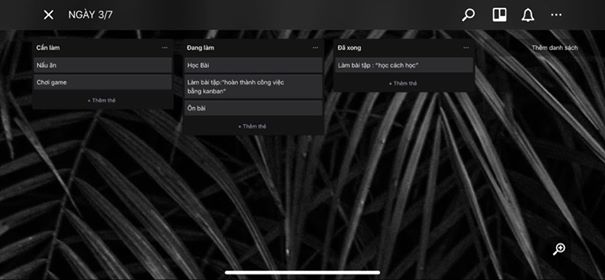 NGÀY 3/7
Cần làm
Nấu ăn
Chơi game
+ Thêm thẻ
Đang làm
Học Bài
Làm bài tập:"hoàn thành công việc
bằng kanban"
Ôn bài
+ Thêm thẻ
Đã xong
Làm bài tập : "học cách học"
+ Thêm thẻ
Thêm danh sách